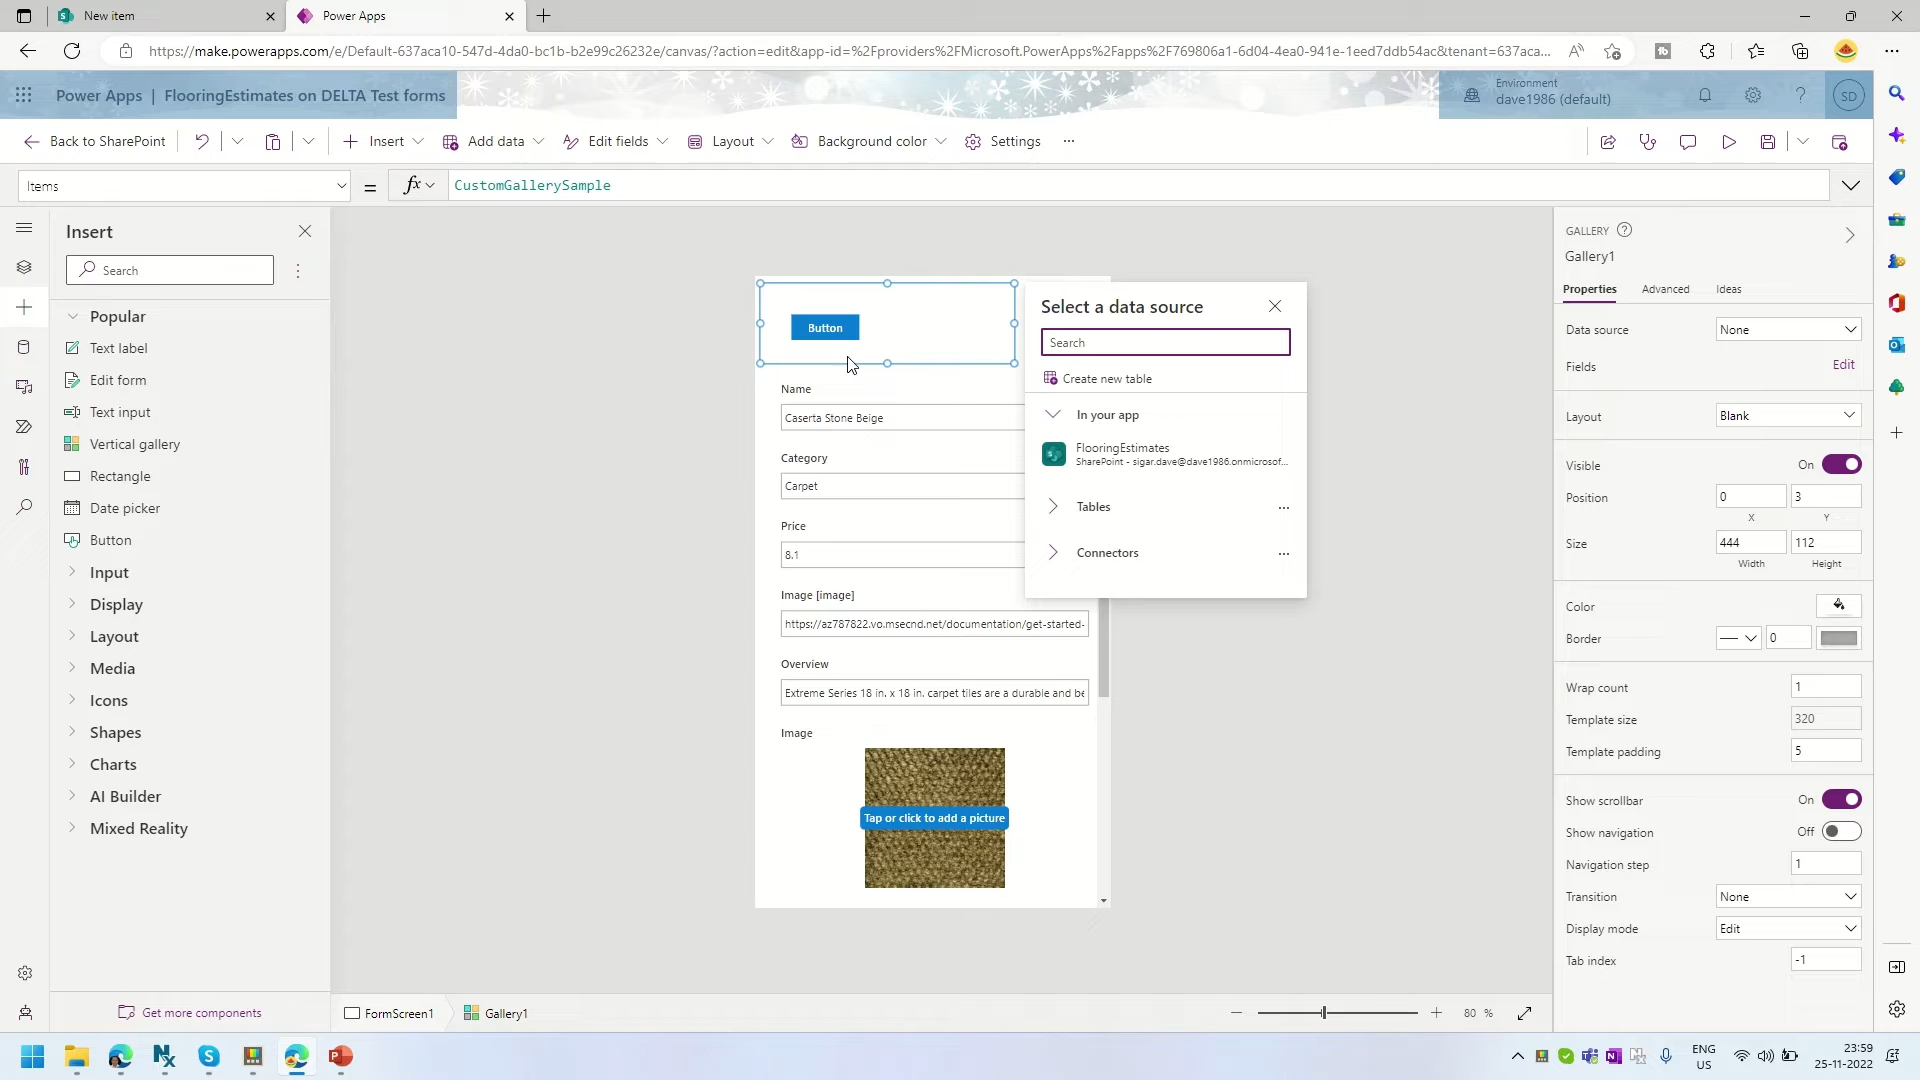 New item
Power Apps
https://make.powerapps.com/e/Default-637aca10-547d-4da0-bc1b-b2e99c26232e/canvas/?action=edit&app-id=%2Fproviders%2FMicrosoft.PowerApps%2Fapps%2F769806a1-6d04-4ea0-941e-1eed7ddb54ac&tenant=637aca...
Power Apps | FlooringEstimates on DELTA Test forms
Environment
dave1986 (default)
?
SD
Back to SharePoint
Insert
Add data
Edit fields
Layout
Background color
Settings
...
Items
=
fx
CustomGallerySample
Insert
Search
Popular
Text label
Edit form
Text input
Vertical gallery
Rectangle
Date picker
Button
Input
Display
Layout
Media
Icons
Shapes
Charts
AI Builder
Mixed Reality
Get more components
Button
Name
Caserta Stone Beige
Category
Carpet
Price
8.1
Image [image]
https://az787822.vo.msecnd.net/documentation/get-started-
Overview
Extreme Series 18 in. x 18 in. carpet tiles are a durable and be
Image
Tap or click to add a picture
Select a data source
Search
Create new table
In your app
FlooringEstimates
SharePoint - sigar.dave@dave1986.onmicrosof...
Tables
...
Connectors
...
GALLERY ?
Gallery1
Properties
Advanced
Ideas
Data source
None
Fields
Edit
Layout
Blank
Visible
On
Position
0
3
X
Y
Size
444
112
Width
Height
Color
Border
0
Wrap count
1
Template size
320
Template padding
5
Show scrollbar
On
Show navigation
Off
Navigation step
1
Transition
None
Display mode
Edit
Tab index
-1
FormScreen1
Gallery1
80 %
ENG
US
23:59
25-11-2022